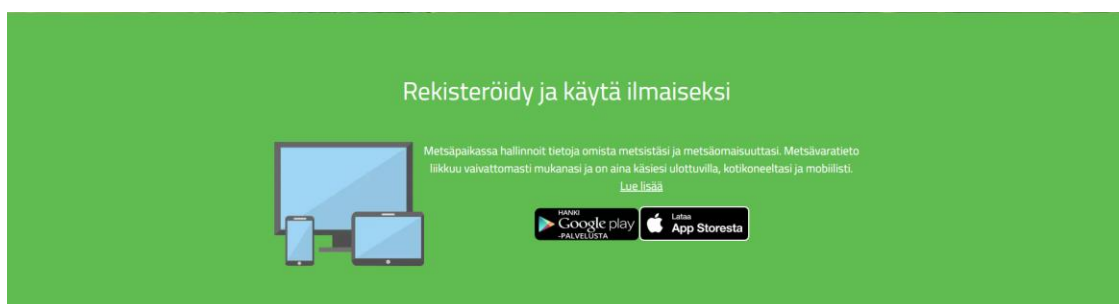 Rekisteröidy ja käytä ilmaiseksi
Metsäpaikassa hallinnoit tietoja omista metsistäsi ja metsäomaisuuttasi. Metsävaratieto
liikkuu vaivattomasti mukanasi ja on aina käsiesi ulottuvilla, kotikoneeltasi ja mobiilisti.
Lue lisää
HANKI
Google play
-PALVELUSTA
Lataa
App Storesta